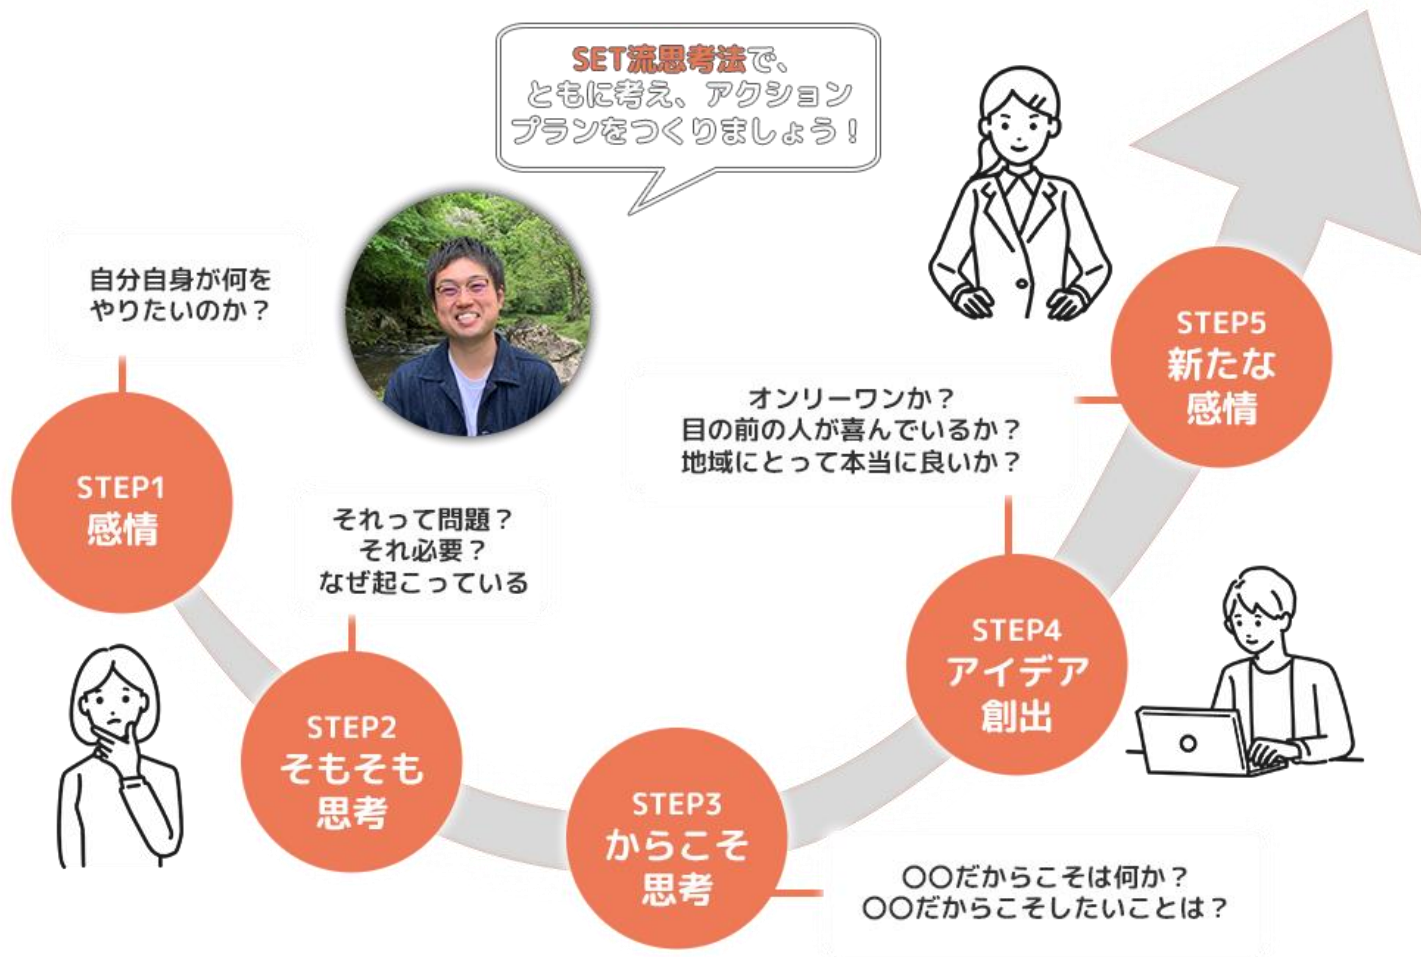 SET流思考法で、
ともに考え、アクション
プランをつくりましょう！
自分自身が何を
やりたいのか？
STEP1
感情
それって問題？
それ必要？
なぜ起こっている
STEP2
そもそも
思考
STEP3
からこそ
思考
〇〇だからこそは何か？
〇〇だからこそしたいことは？
オンリーワンか？
目の前の人が喜んでいるか？
地域にとって本当に良いか？
STEP4
アイデア
創出
STEP5
新たな
感情